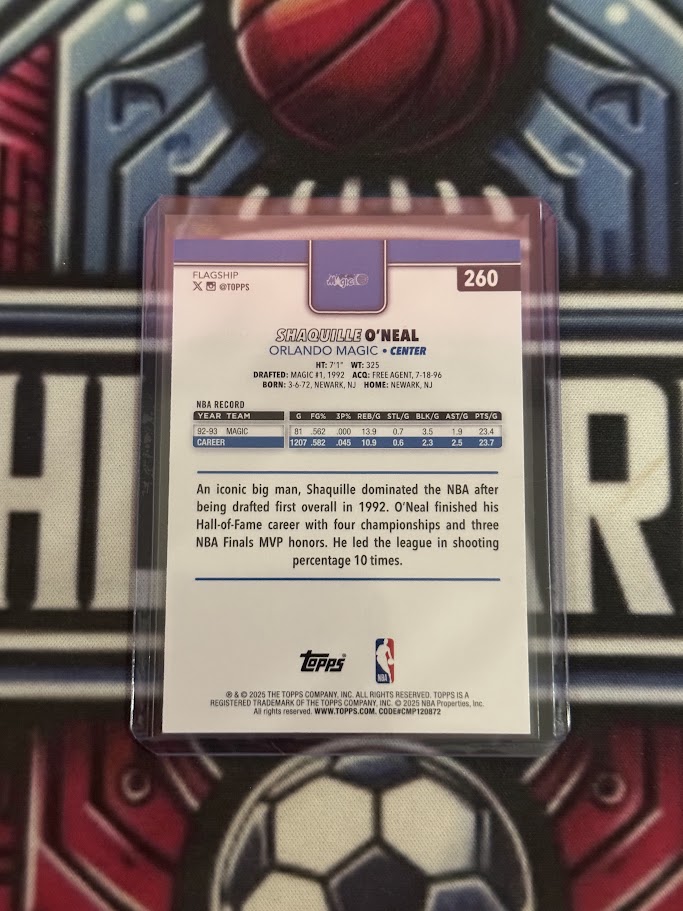 FLAGSHIP
@TOPPS
Magic
260
SHAQUILLE O'NEAL
ORLANDO MAGIC • CENTER
HT: 7'1" WT: 325
DRAFTED: MAGIC #1, 1992 ACQ: FREE AGENT, 7-18-96
BORN: 3-6-72, NEWARK, NJ HOME: NEWARK, NJ
NBA RECORD
YEAR TEAM G FG% 3P% REB/G STL/G BLK/G AST/G PTS/G
92-93 MAGIC 81 .562 .000 13.9 0.7 3.5 1.9 23.4
CAREER 1207 .582 .045 10.9 0.6 2.3 2.5 23.7
An iconic big man, Shaquille dominated the NBA after
being drafted first overall in 1992. O'Neal finished his
Hall-of-Fame career with four championships and three
NBA Finals MVP honors. He led the league in shooting
percentage 10 times.
Topps
NBA
® & © 2025 THE TOPPS COMPANY, INC. ALL RIGHTS RESERVED. TOPPS IS A
REGISTERED TRADEMARK OF THE TOPPS COMPANY, INC. © 2025 NBA Properties, Inc.
All rights reserved. WWW.TOPPS.COM. CODE#CMP120872